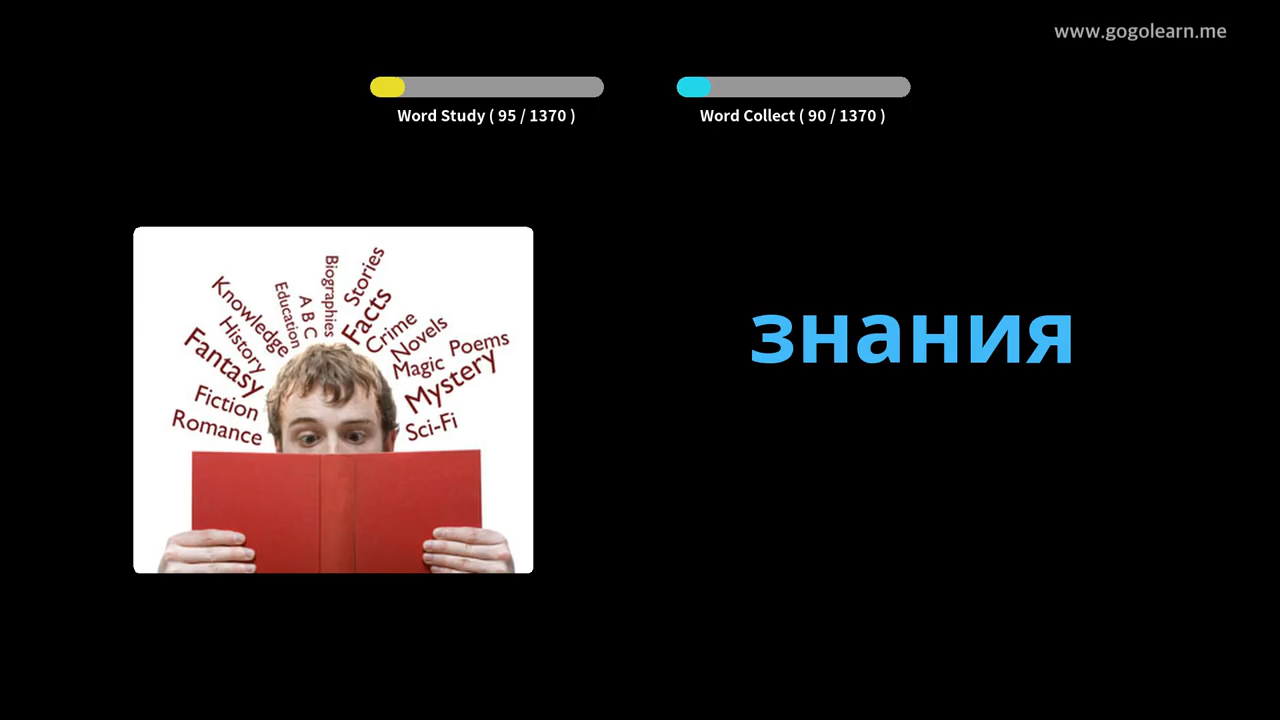 www.gogolearn.me
Word Study ( 95 / 1370 )
Word Collect ( 90 / 1370 )
Romance
Fiction
Fantasy
History
Knowledge
Education
A B C
Biographies
Stories
Facts
Crime
Novels
Magic
Poems
Mystery
Sci-Fi
знания